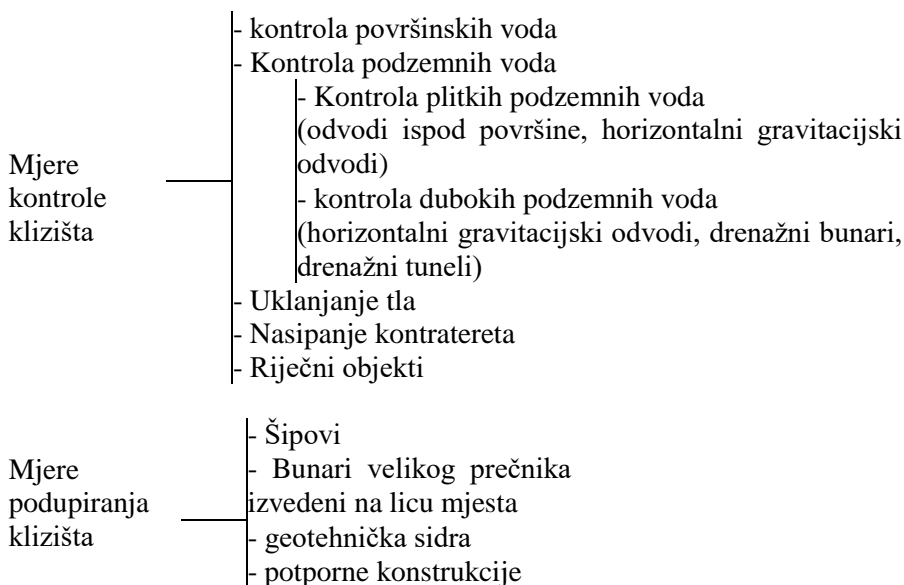 Mjere
kontrole
klizišta
- kontrola površinskih voda
- Kontrola podzemnih voda
- Kontrola plitkih podzemnih voda
(odvodi ispod površine, horizontalni gravitacijski
odvodi)
- kontrola dubokih podzemnih voda
(horizontalni gravitacijski odvodi, drenažni bunari,
drenažni tuneli)
- Uklanjanje tla
- Nasipanje kontratereta
- Riječni objekti
Mjere
podupiranja
klizišta
- Šipovi
- Bunari velikog prečnika
izvedeni na licu mjesta
- geotehnička sidra
- potporne konstrukcije